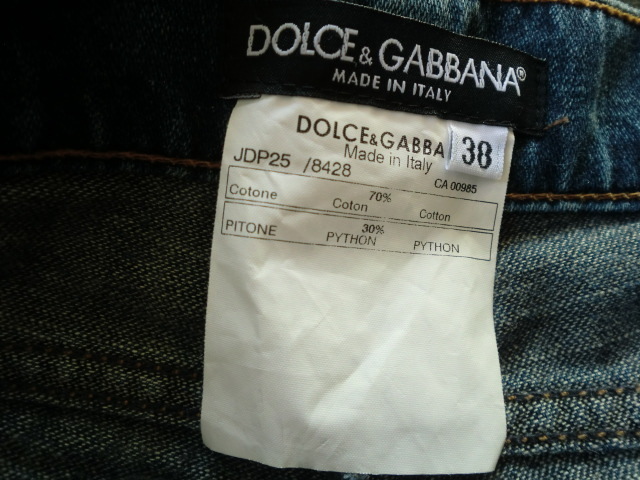 DOLCE & GABBANA®
MADE IN ITALY
DOLCE&GABBA
38
Made in Italy
JDP25 /8428
CA 00985
70%
Cotone Coton Cotton
30%
PITONE PYTHON PYTHON